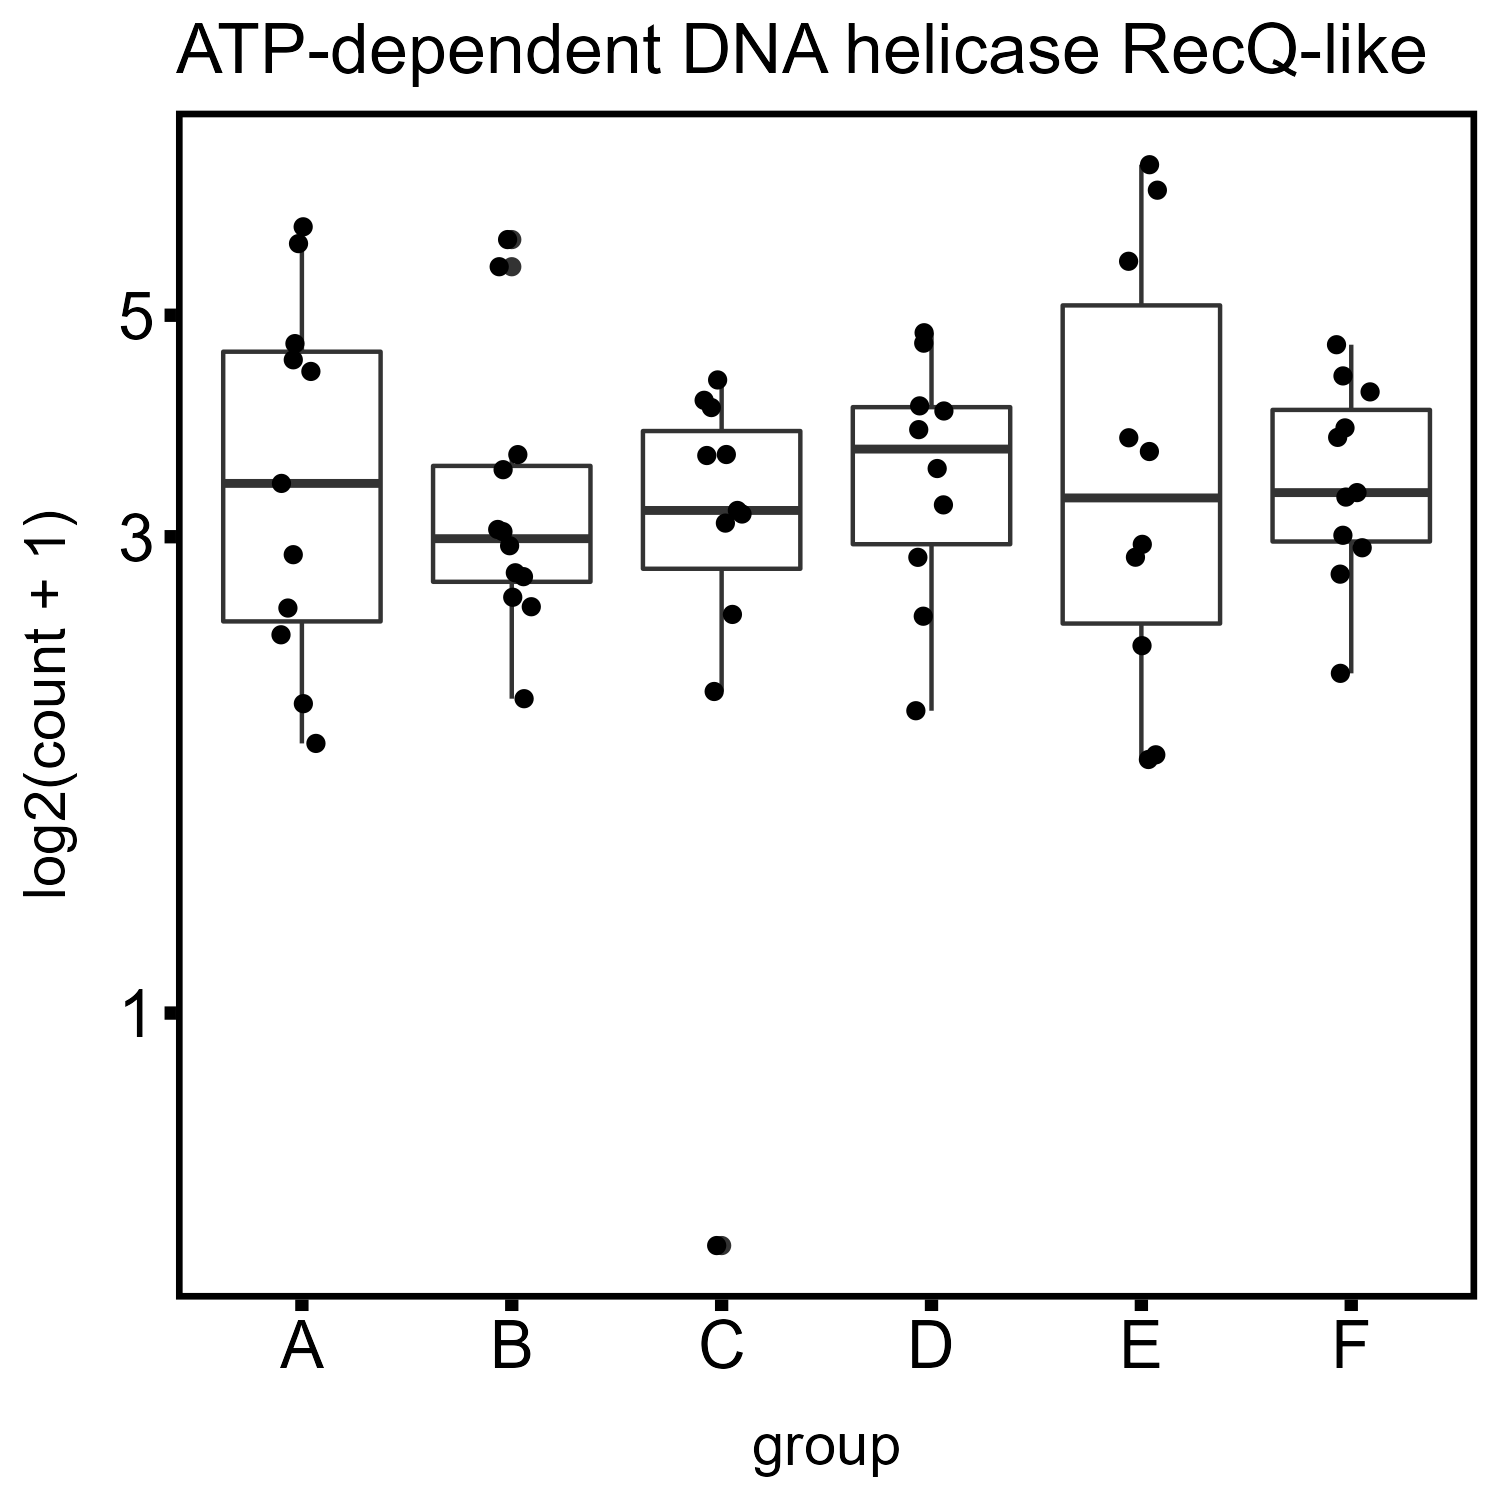 ATP-dependent DNA helicase RecQ-like
log2(count + 1)
5
3
1
A B C D E F
group